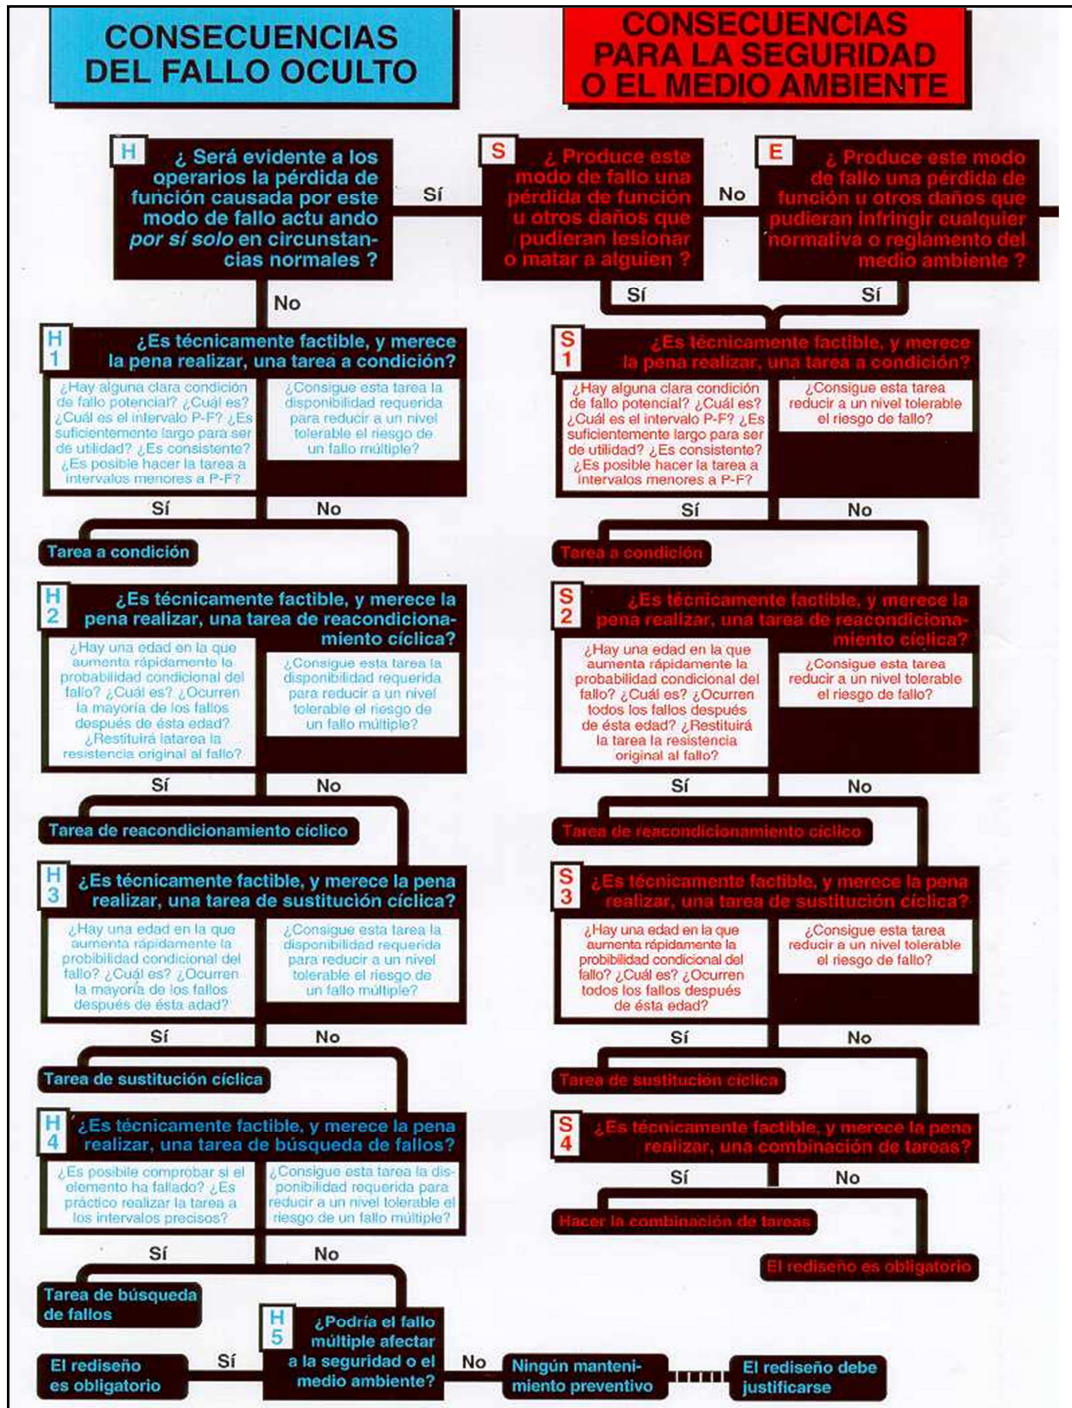 CONSECUENCIAS
DEL FALLO OCULTO
CONSECUENCIAS
PARA LA SEGURIDAD
O EL MEDIO AMBIENTE
H
¿ Será evidente a los
operarios la pérdida de
función causada por este
modo de fallo actu ando
por sí solo en circunstan-
cias normales ?
Sí
S
¿ Produce este
modo de fallo una
pérdida de función
u otros daños que
pudieran lesionar
o matar a alguien ?
No
E
¿ Produce este modo
de fallo una pérdida de
función u otros daños que
pudieran infringir cualquier
normativa o reglamento del
medio ambiente ?
No
Sí
Sí
H
1
¿Es técnicamente factible, y merece
la pena realizar, una tarea a condición?
¿Hay alguna clara condición
de fallo potencial? ¿Cuál es?
¿Cuál es el intervalo P-F? ¿Es
suficientemente largo para ser
de utilidad? ¿Es consistente?
¿Es posible hacer la tarea a
intervalos menores a P-F?
¿Consigue esta tarea la
disponibilidad requerida
para reducir a un nivel
tolerable el riesgo de
un fallo múltiple?
Sí
No
Tarea a condición
S
1
¿Es técnicamente factible, y merece
la pena realizar, una tarea a condición?
¿Hay alguna clara condición
de fallo potencial? ¿Cuál es?
¿Cuál es el intervalo P-F? ¿Es
suficientemente largo para ser
de utilidad? ¿Es consistente?
¿Es posible hacer la tarea a
intervalos menores a P-F?
¿Consigue esta tarea
reducir a un nivel tolerable
el riesgo de fallo?
Sí
No
Tarea a condición
H
2
¿Es técnicamente factible, y merece la
pena realizar, una tarea de reacondiciona-
miento cíclica?
¿Hay una edad en la que
aumenta rápidamente la
probabilidad condicional del
fallo? ¿Cuál es? ¿Ocurren
la mayoría de los fallos
después de ésta edad?
¿Restituirá latarea la
resistencia original al fallo?
¿Consigue esta tarea la
disponibilidad requerida
para reducir a un nivel
tolerable el riesgo de
un fallo múltiple?
Sí
No
Tarea de reacondicionamiento cíclico
S
2
¿Es técnicamente factible, y merece la
pena realizar, una tarea de reacondiciona-
miento cíclica?
¿Hay una edad en la que
aumenta rápidamente la
probabilidad condicional del
fallo? ¿Cuál es? ¿Ocurren
todos los fallos después
de ésta edad? ¿Restituirá
la tarea la resistencia
original al fallo?
¿Consigue esta tarea
reducir a un nivel tolerable
el riesgo de fallo?
Sí
No
Tarea de reacondicionamiento cíclico
H
3
¿Es técnicamente factible, y merece la pena
realizar, una tarea de sustitución cíclica?
¿Hay una edad en la que
aumenta rápidamente la
probibilidad condicional del
fallo? ¿Cuál es? ¿Ocurren
la mayoría de los fallos
después de ésta adad?
¿Consigue esta tarea la
disponibilidad requerida
para reducir a un nivel
tolerable el riesgo de
un fallo múltiple?
Sí
No
Tarea de sustitución cíclica
S
3
¿Es técnicamente factible, y merece la pena
realizar, una tarea de sustitución cíclica?
¿Hay una edad en la que
aumenta rápidamente la
probibilidad condicional del
fallo? ¿Cuál es? ¿Ocurren
todos los fallos después
de ésta edad?
¿Consigue esta tarea
reducir a un nivel tolerable
el riesgo de fallo?
Sí
No
Tarea de sustitución cíclica
H
4
¿Es técnicamente factible, y merece la pena
realizar, una tarea de búsqueda de fallos?
¿Es posibile comprobar si el
elemento ha fallado? ¿Es
práctico realizar la tarea a
los intervalos precisos?
¿Consigue esta tarea la dis-
ponibilidad requerida para
reducir a un nivel tolerable el
riesgo de un fallo múltiple?
Sí
No
Tarea de búsqueda
de fallos
S
4
¿Es técnicamente factible, y merece la pena
realizar, una combinación de tareas?
Sí
No
Hacer la combinación de tareas
El rediseño es obligatorio
H
5
¿Podría el fallo
múltiple afectar
a la seguridad o el
medio ambiente?
Sí
El rediseño
es obligatorio
No
Ningún manteni-
mimiento preventivo
El rediseño debe
justificarse